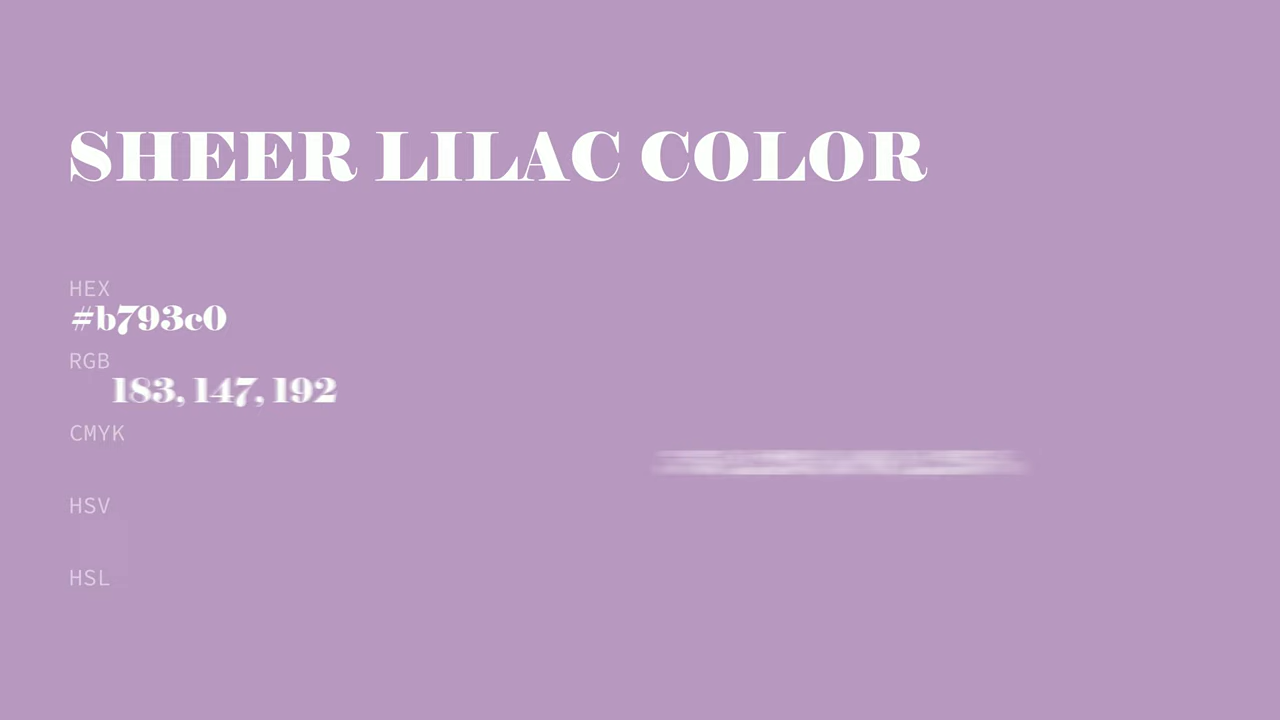 SHEER LILAC COLOR
HEX
#b793c0
RGB
183, 147, 192
CMYK
HSV
HSL